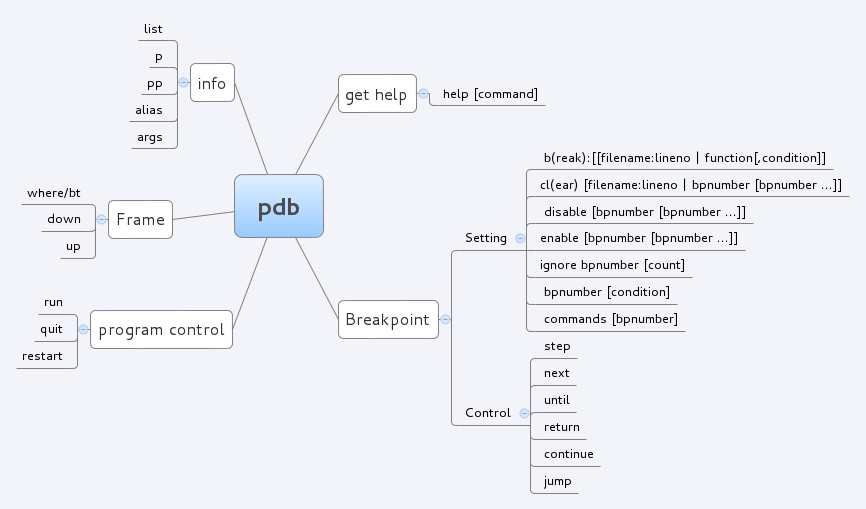 pdb
info
list
p
pp
alias
args
Frame
where/bt
down
up
program control
run
quit
restart
get help
help [command]
Breakpoint
Setting
b(reak):[[filename:lineno | function[,condition]]
cl(ear) [filename:lineno | bpnumber [bpnumber ...]]
disable [bpnumber [bpnumber ...]]
enable [bpnumber [bpnumber ...]]
ignore bpnumber [count]
bpnumber [condition]
commands [bpnumber]
Control
step
next
until
return
continue
jump